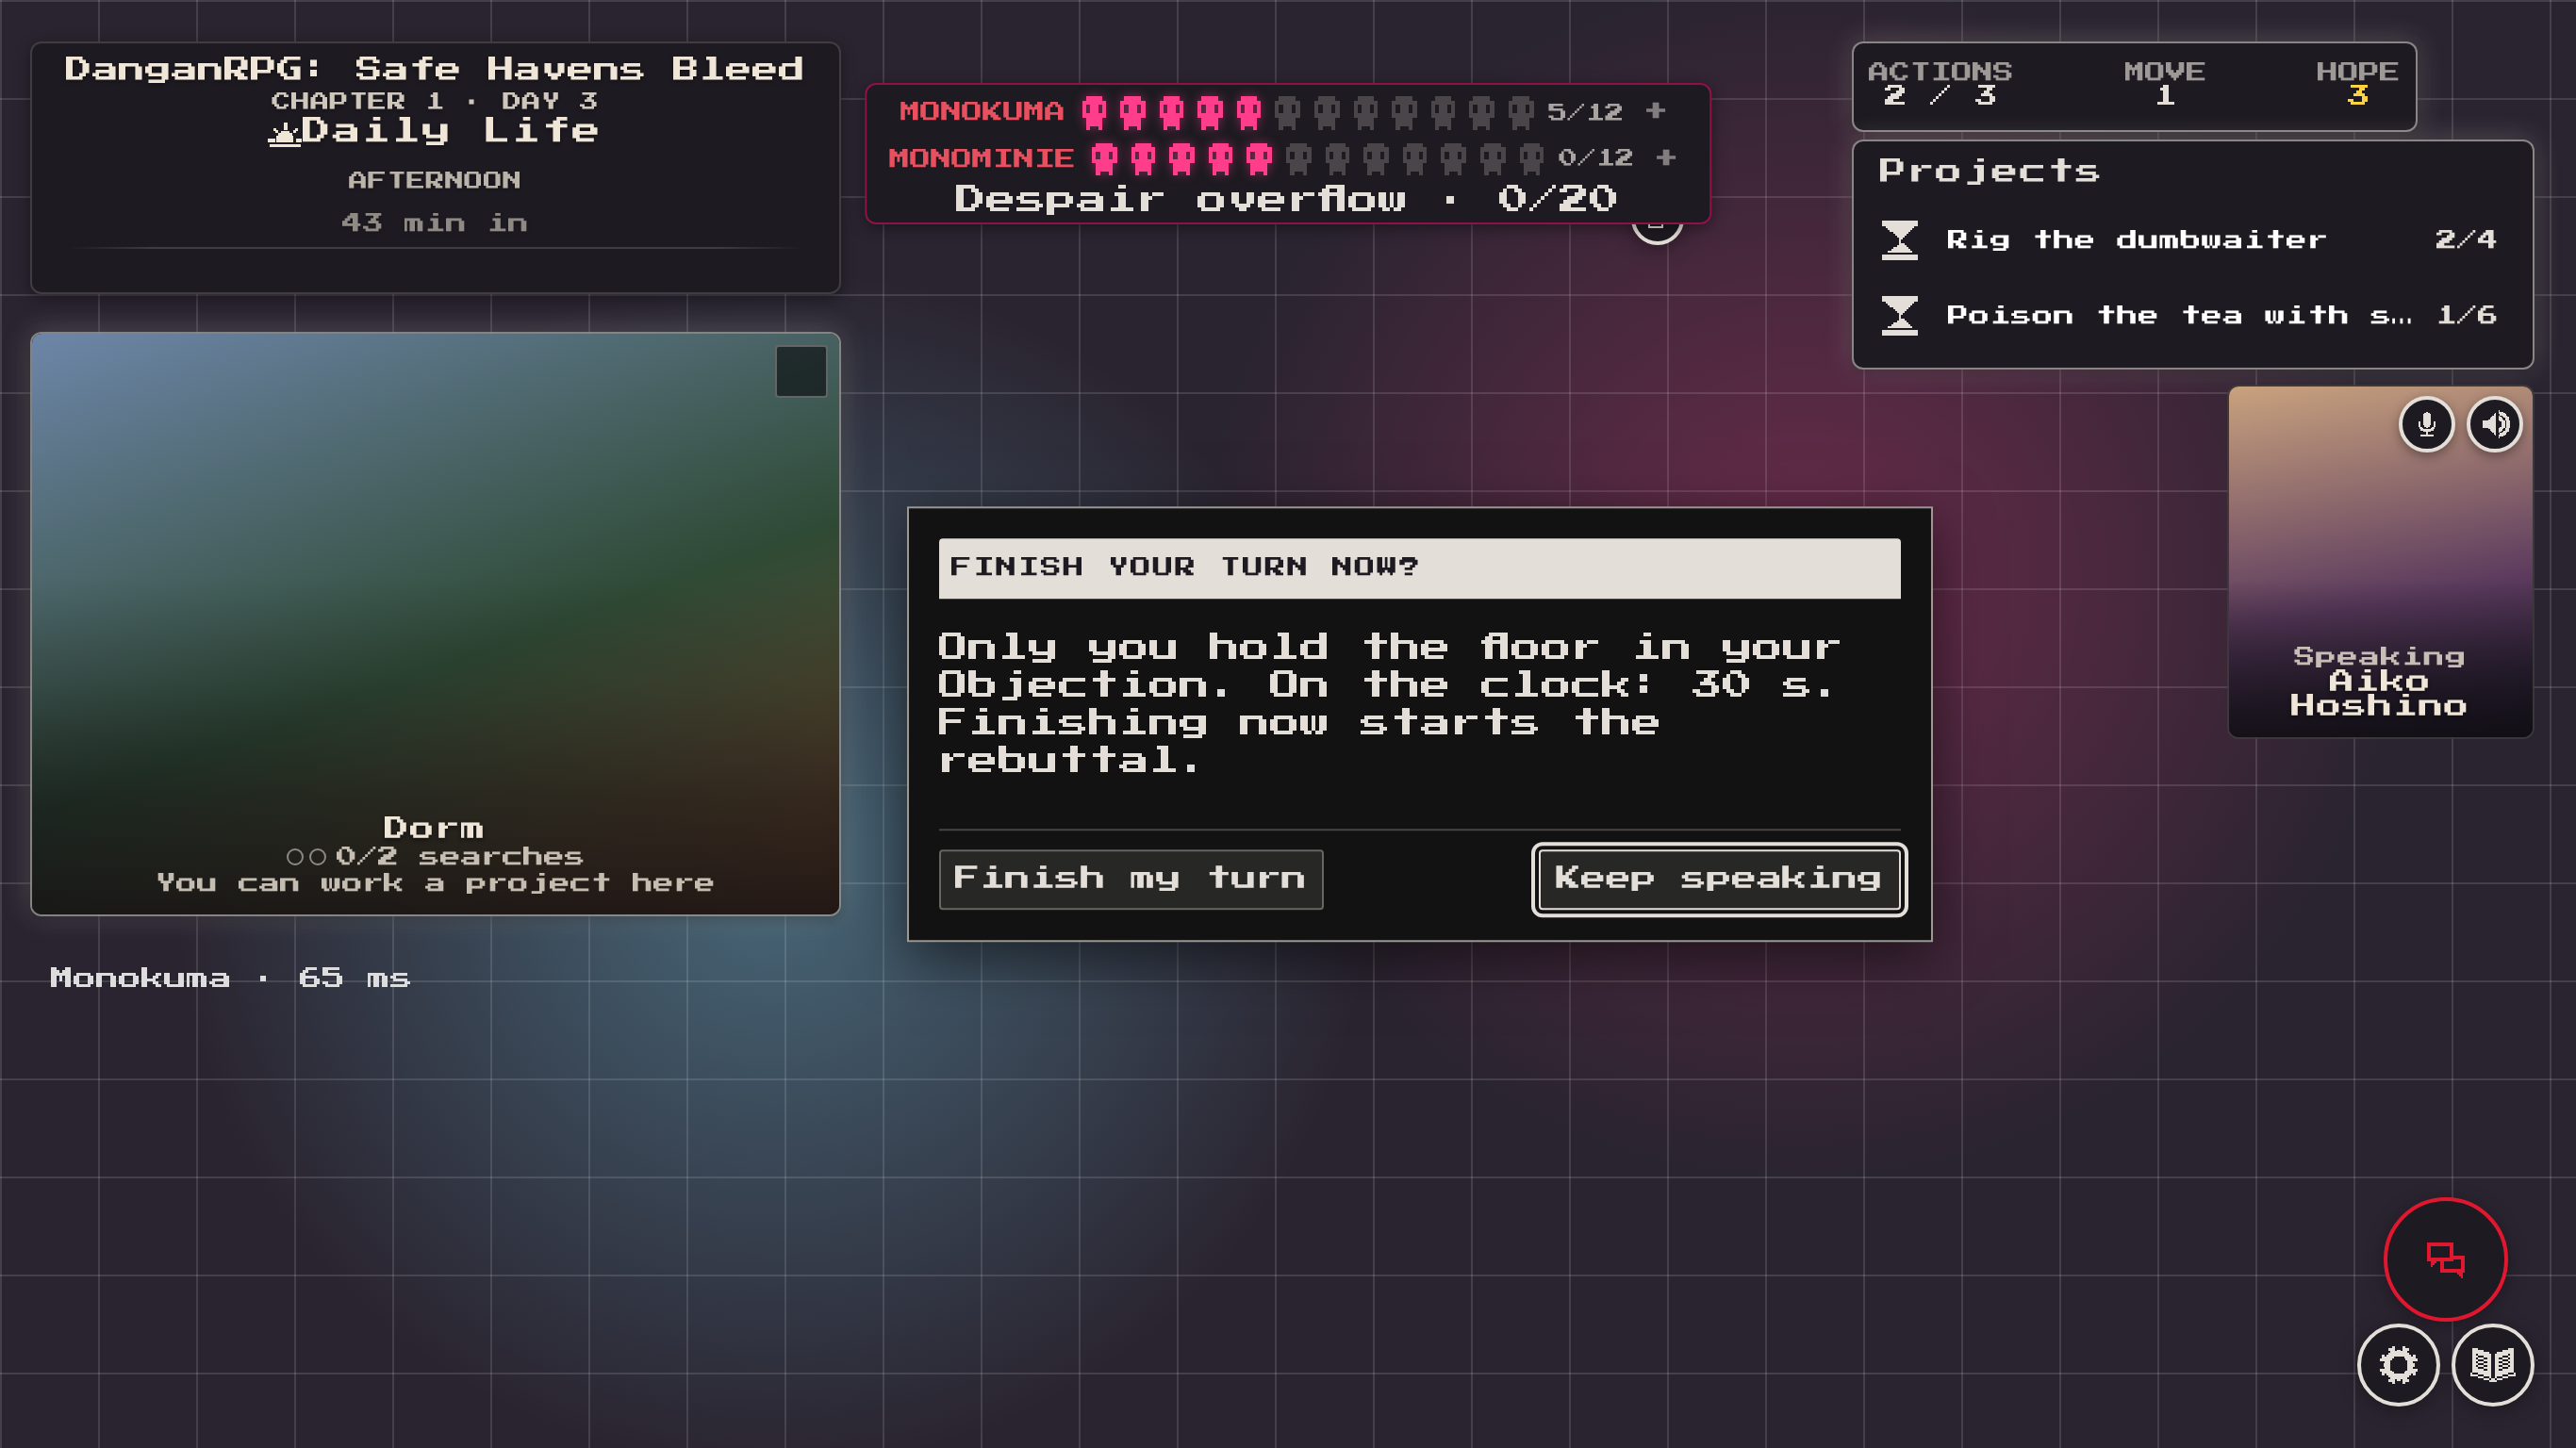 DanganRPG: Safe Havens Bleed
CHAPTER 1 · DAY 3
Daily Life
AFTERNOON
43 min in
MONOKUMA 5/12 +
MONOMINIE 0/12 +
Despair overflow · 0/20
ACTIONS MOVE HOPE
2 / 3 1 3
Projects
Rig the dumbwaiter 2/4
Poison the tea with s… 1/6
Speaking
Aiko
Hoshino
FINISH YOUR TURN NOW?
Only you hold the floor in your
Objection. On the clock: 30 s.
Finishing now starts the
rebuttal.
Finish my turn
Keep speaking
Dorm
0/2 searches
You can work a project here
Monokuma · 65 ms